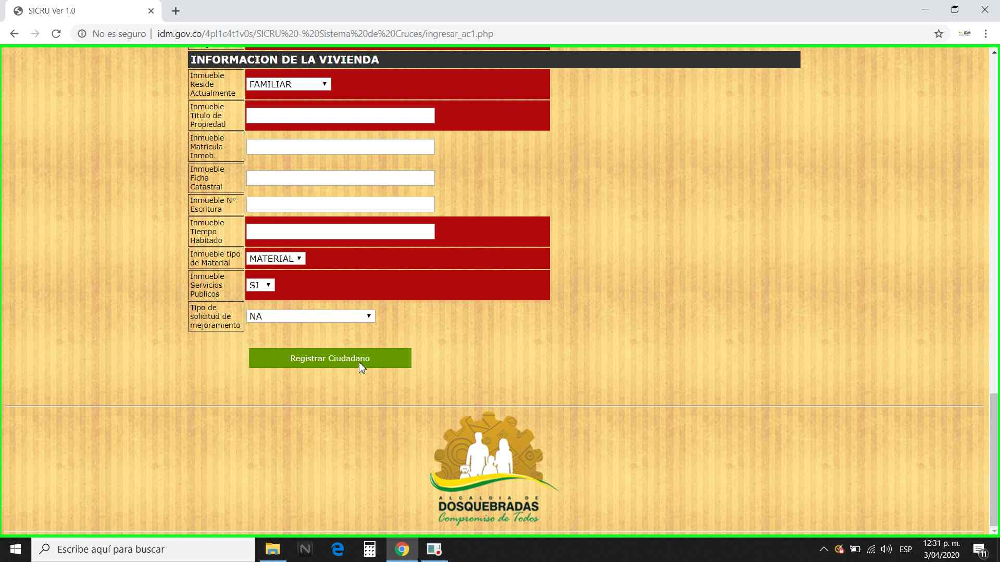 SICRU Ver 1.0
No es seguro | idm.gov.co/4pl1c4t1v0s/SICRU%20-%20Sistema%20de%20Cruces/ingresar_ac1.php
IDM
INFORMACION DE LA VIVIENDA
Inmueble
Reside
Actualmente
FAMILIAR
Inmueble
Titulo de
Propiedad
Inmueble
Matricula
Inmob.
Inmueble
Ficha
Catastral
Inmueble N°
Escritura
Inmueble
Tiempo
Habitado
Inmueble tipo
de Material
MATERIAL
Inmueble
Servicios
Publicos
SI
Tipo de
solicitud de
mejoramiento
NA
Registrar Ciudadano
ALCALDIA DE
DOSQUEBRADAS
Compromiso de Todos
Escribe aquí para buscar
ESP
12:31 p. m.
3/04/2020
11